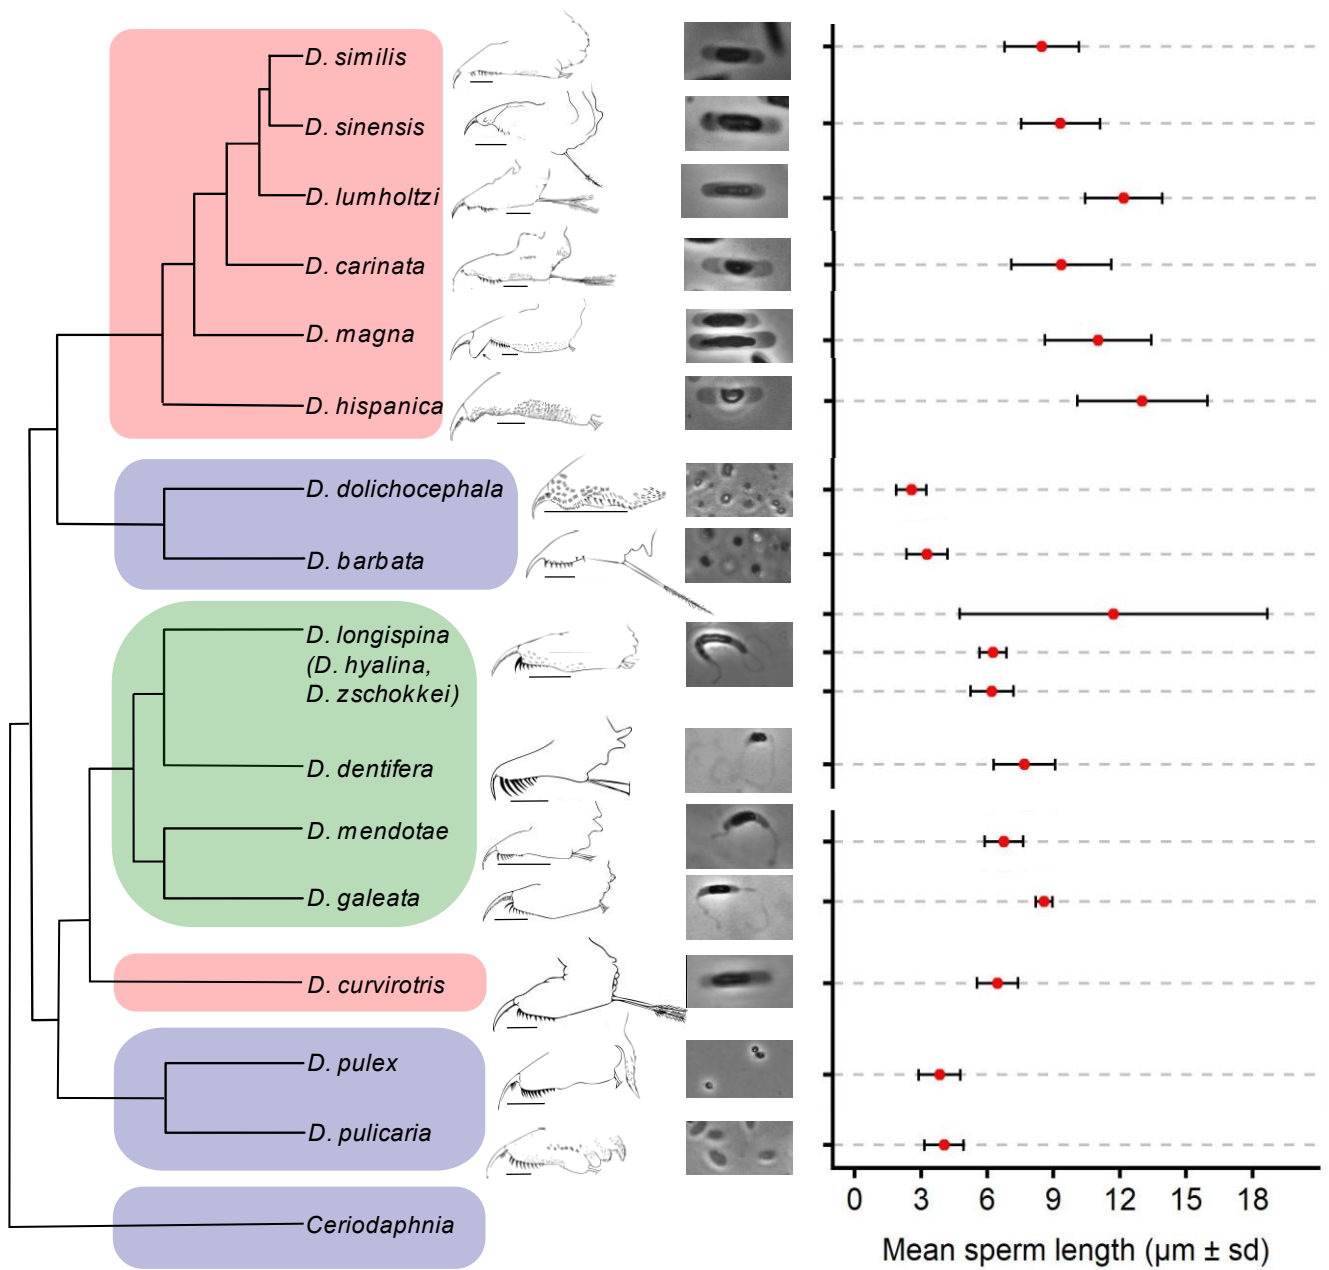 D. similis
D. sinensis
D. lumholtzi
D. carinata
D. magna
D. hispanica
D. dolichocephala
D. barbata
D. longispina
(D. hyalina,
D. zschokkei)
D. dentifera
D. mendotae
D. galeata
D. curvirotris
D. pulex
D. pulicaria
Ceriodaphnia
0 3 6 9 12 15 18
Mean sperm length (μm ± sd)